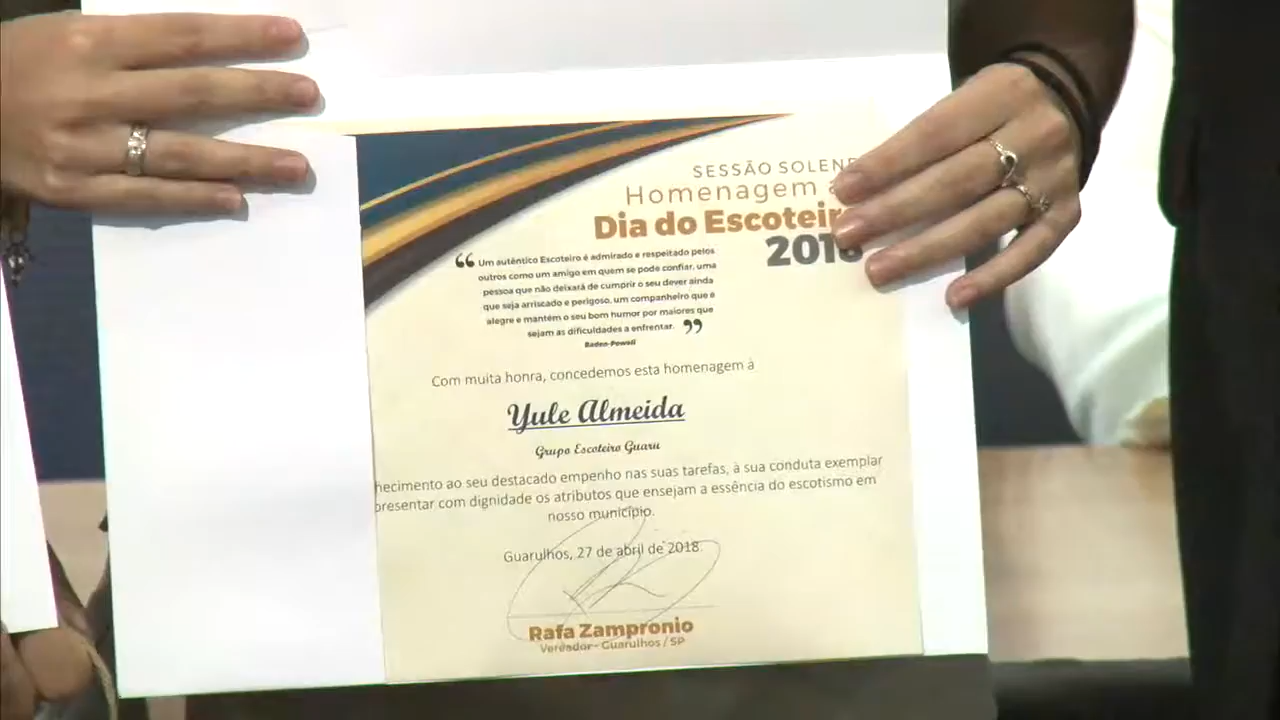 SESSÃO SOLENE
Homenagem
Dia do Escoteir
2018
“ Um autêntico Escoteiro é admirado e respeitado pelos
outros como um amigo em quem se pode confiar, uma
pessoa que não deixará de cumprir o seu dever ainda
que seja arriscado e perigoso, um companheiro que é
alegre e mantém o seu bom humor por maiores que
sejam as dificuldades a enfrentar. ”
Baden-Powell
Com muita honra, concedemos esta homenagem à
Yule Almeida
Grupo Escoteiro Guaru
hecimento ao seu destacado empenho nas suas tarefas, à sua conduta exemplar
presentar com dignidade os atributos que ensejam a essência do escotismo em
nosso município.
Guarulhos, 27 de abril de 2018.
Rafa Zampronio
Vereador - Guarulhos / SP